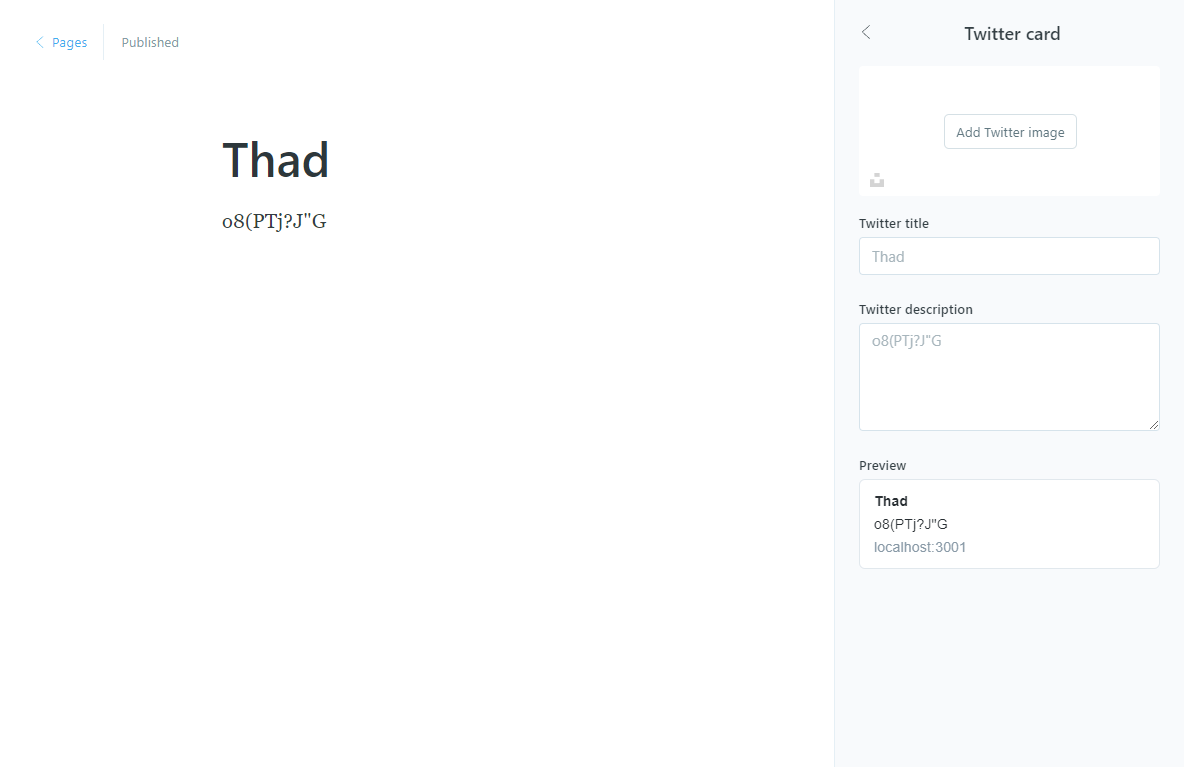 Pages
Published
Thad
o8(PTj?J"G
Twitter card
Add Twitter image
Twitter title
Thad
Twitter description
o8(PTj?J"G
Preview
Thad
o8(PTj?J"G
localhost:3001